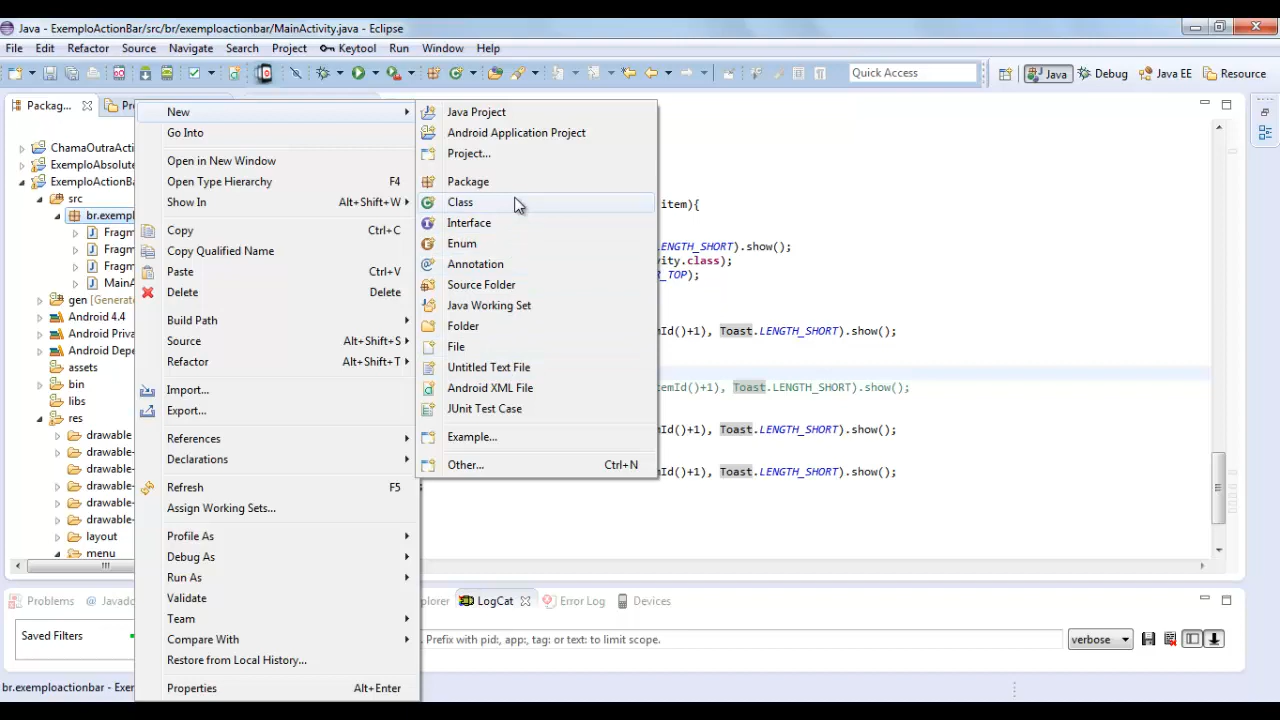 Java - ExemploActionBar/src/br/exemploactionbar/MainActivity.java - Eclipse
File Edit Refactor Source Navigate Search Project Keytool Run Window Help
Quick Access Java Debug Java EE Resource
Packag...
New
Go Into
Open in New Window
Open Type Hierarchy F4
Show In Alt+Shift+W
Copy Ctrl+C
Copy Qualified Name
Paste Ctrl+V
Delete Delete
Build Path
Source Alt+Shift+S
Refactor Alt+Shift+T
Import...
Export...
References
Declarations
Refresh F5
Assign Working Sets...
Profile As
Debug As
Run As
Validate
Team
Compare With
Restore from Local History...
Properties Alt+Enter
Java Project
Android Application Project
Project...
Package
Class
Interface
Enum
Annotation
Source Folder
Java Working Set
Folder
File
Untitled Text File
Android XML File
JUnit Test Case
Example...
Other... Ctrl+N
ChamaOutraActi
ExemploAbsolute
ExemploActionBa
src
br.exempl
Fragm
Fragm
Fragm
MainA
gen [Generate
Android 4.4
Android Priva
Android Depe
assets
bin
libs
res
drawable
drawable-
drawable-
drawable-
drawable-
drawable-
layout
menu
item){
LENGTH_SHORT).show();
vity.class);
R_TOP);
mId()+1), Toast.LENGTH_SHORT).show();
emId()+1), Toast.LENGTH_SHORT).show();
mId()+1), Toast.LENGTH_SHORT).show();
mId()+1), Toast.LENGTH_SHORT).show();
Problems @ Javado plorer LogCat Error Log Devices
Saved Filters
Prefix with pid:, app:, tag: or text: to limit scope. verbose
br.exemploactionbar - Exer